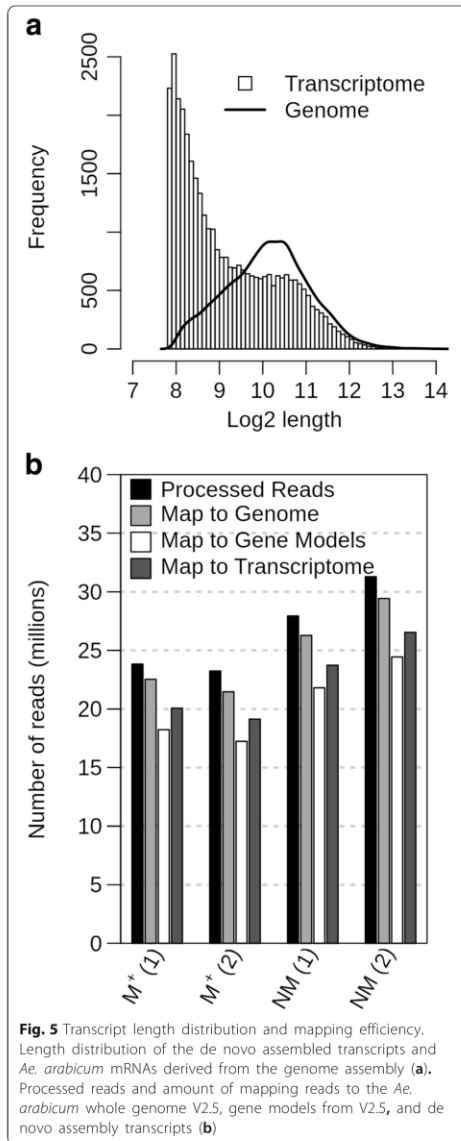 a
2500
1500
500
0
Frequency
Transcriptome
Genome
7 8 9 10 11 12 13 14
Log2 length
b
40
35
30
25
20
15
10
5
0
Number of reads (millions)
Processed Reads
Map to Genome
Map to Gene Models
Map to Transcriptome
M⁺ (1) M⁺ (2) NM (1) NM (2)
Fig. 5 Transcript length distribution and mapping efficiency.
Length distribution of the de novo assembled transcripts and
Ae. arabicum mRNAs derived from the genome assembly (a).
Processed reads and amount of mapping reads to the Ae.
arabicum whole genome V2.5, gene models from V2.5, and de
novo assembly transcripts (b)